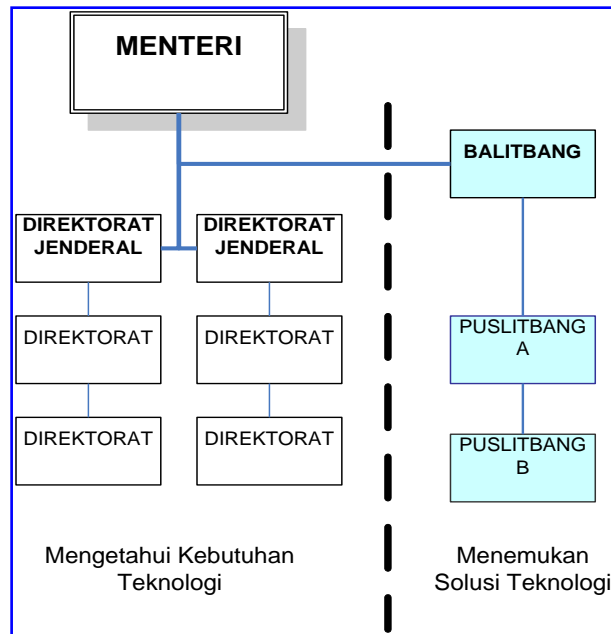 MENTERI
BALITBANG
DIREKTORAT
JENDERAL
DIREKTORAT
JENDERAL
DIREKTORAT
DIREKTORAT
PUSLITBANG
A
DIREKTORAT
DIREKTORAT
PUSLITBANG
B
Mengetahui Kebutuhan
Teknologi
Menemukan
Solusi Teknologi